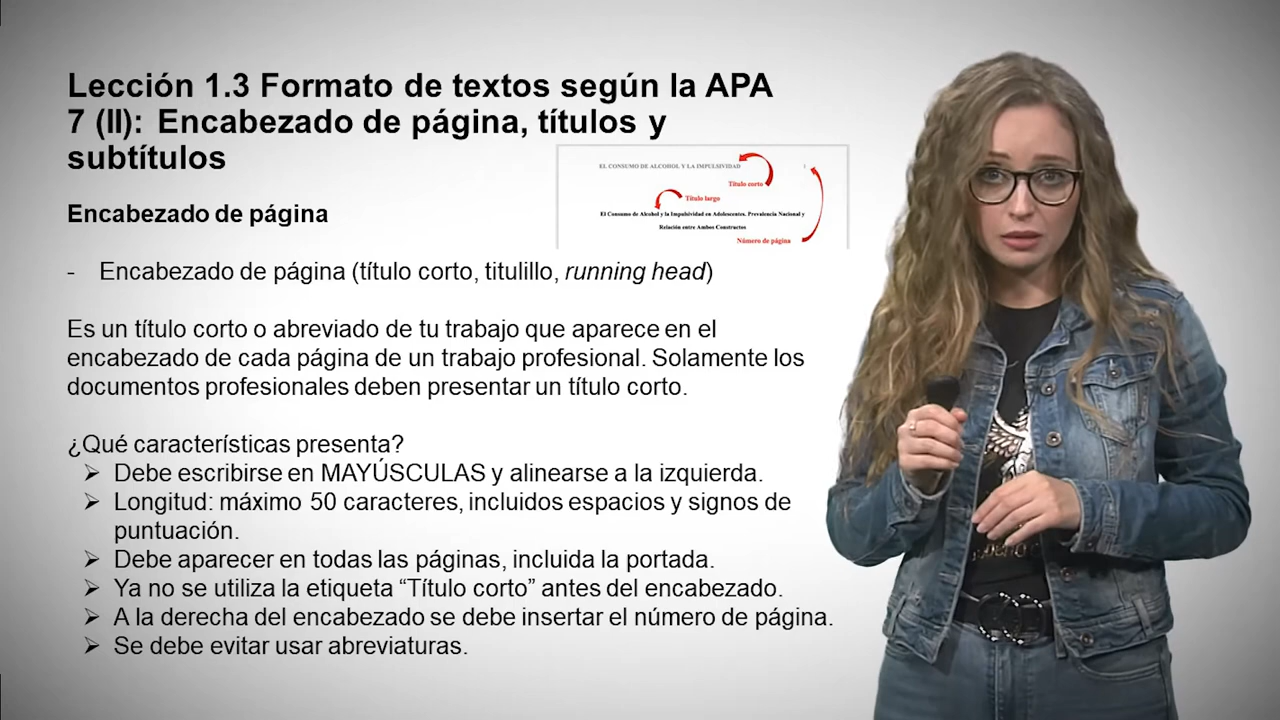 Lección 1.3 Formato de textos según la APA
7 (II): Encabezado de página, títulos y
subtítulos
EL CONSUMO DE ALCOHOL Y LA IMPULSIVIDAD 1
Título corto
Título largo
El Consumo de Alcohol y la Impulsividad en Adolescentes. Prevalencia Nacional y
Relación entre Ambos Constructos
Número de página
Encabezado de página
- Encabezado de página (título corto, titulillo, running head)
Es un título corto o abreviado de tu trabajo que aparece en el
encabezado de cada página de un trabajo profesional. Solamente los
documentos profesionales deben presentar un título corto.
¿Qué características presenta?
➢ Debe escribirse en MAYÚSCULAS y alinearse a la izquierda.
➢ Longitud: máximo 50 caracteres, incluidos espacios y signos de
puntuación.
➢ Debe aparecer en todas las páginas, incluida la portada.
➢ Ya no se utiliza la etiqueta “Título corto” antes del encabezado.
➢ A la derecha del encabezado se debe insertar el número de página.
➢ Se debe evitar usar abreviaturas.